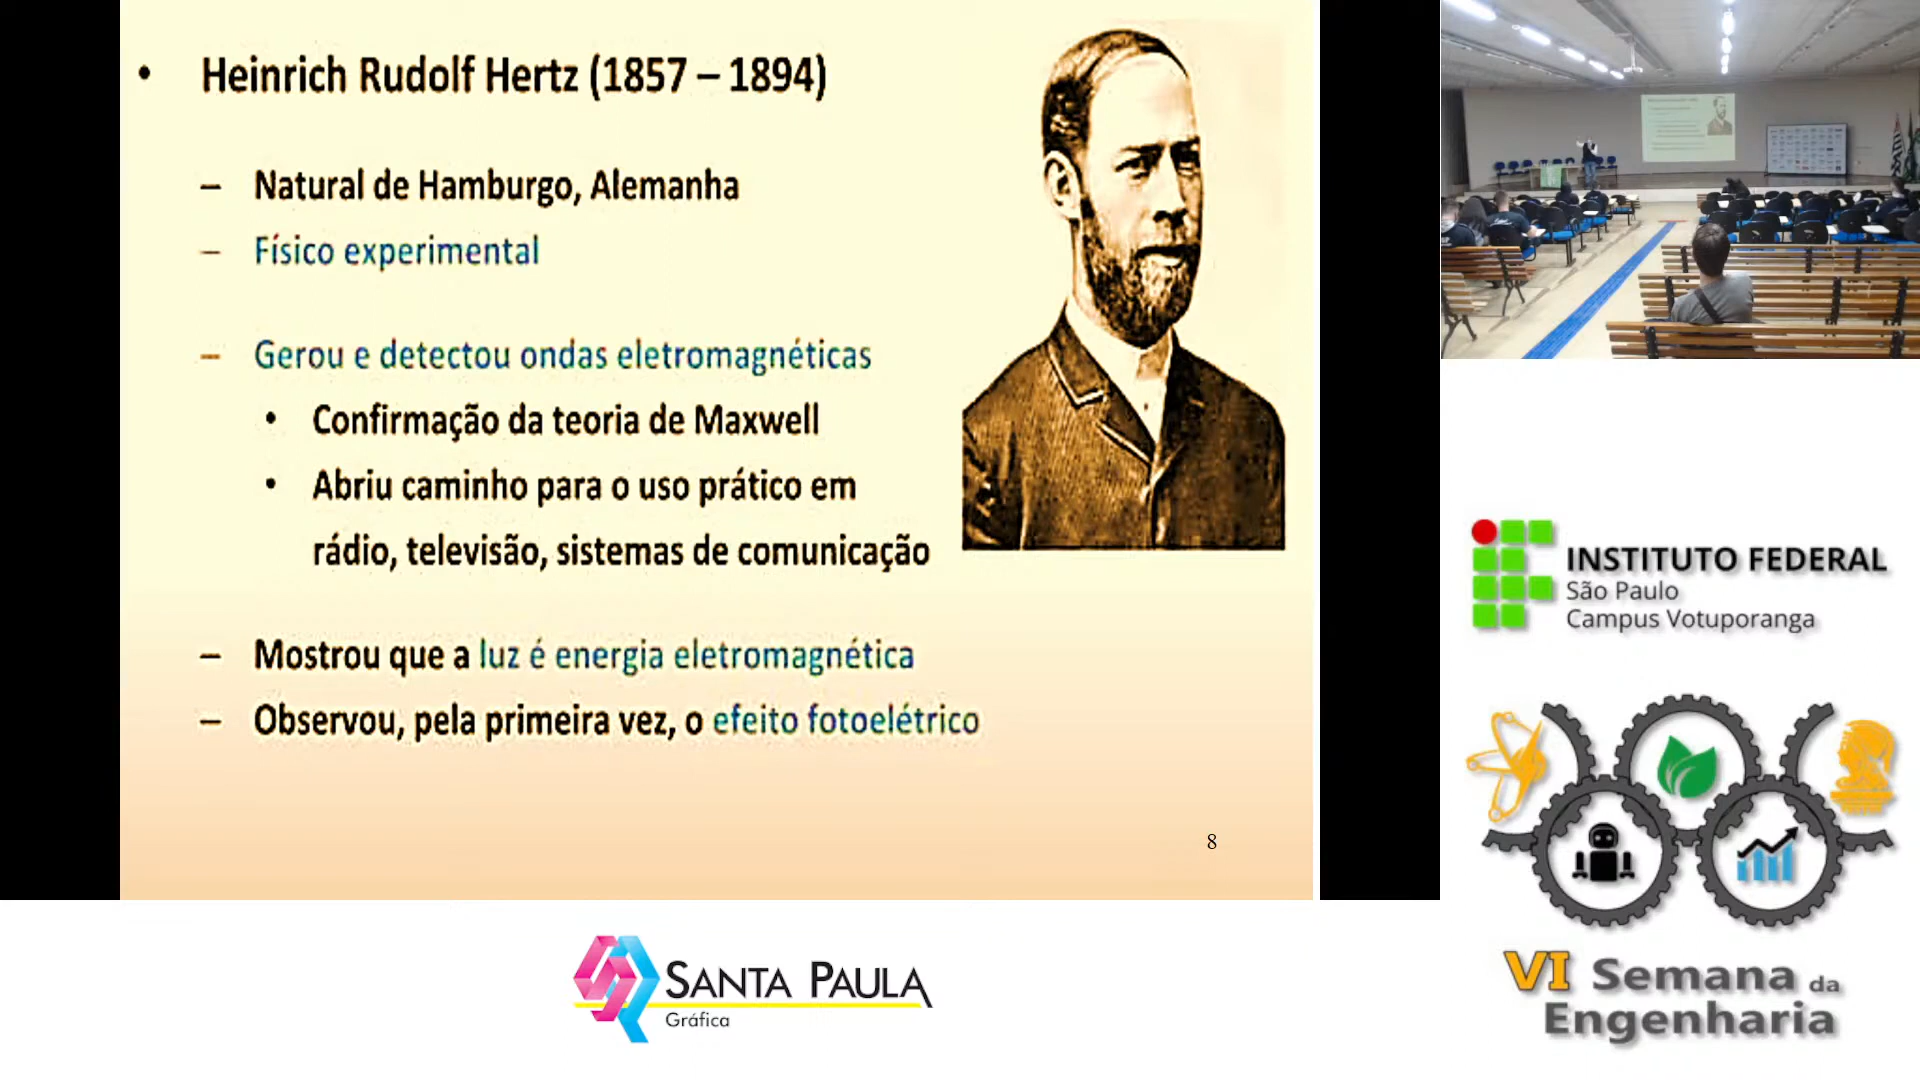 • Heinrich Rudolf Hertz (1857 – 1894)
– Natural de Hamburgo, Alemanha
– Físico experimental
– Gerou e detectou ondas eletromagnéticas
• Confirmação da teoria de Maxwell
• Abriu caminho para o uso prático em
rádio, televisão, sistemas de comunicação
– Mostrou que a luz é energia eletromagnética
– Observou, pela primeira vez, o efeito fotoelétrico
8
INSTITUTO FEDERAL
São Paulo
Campus Votuporanga
VI Semana da
Engenharia
SANTA PAULA
Gráfica